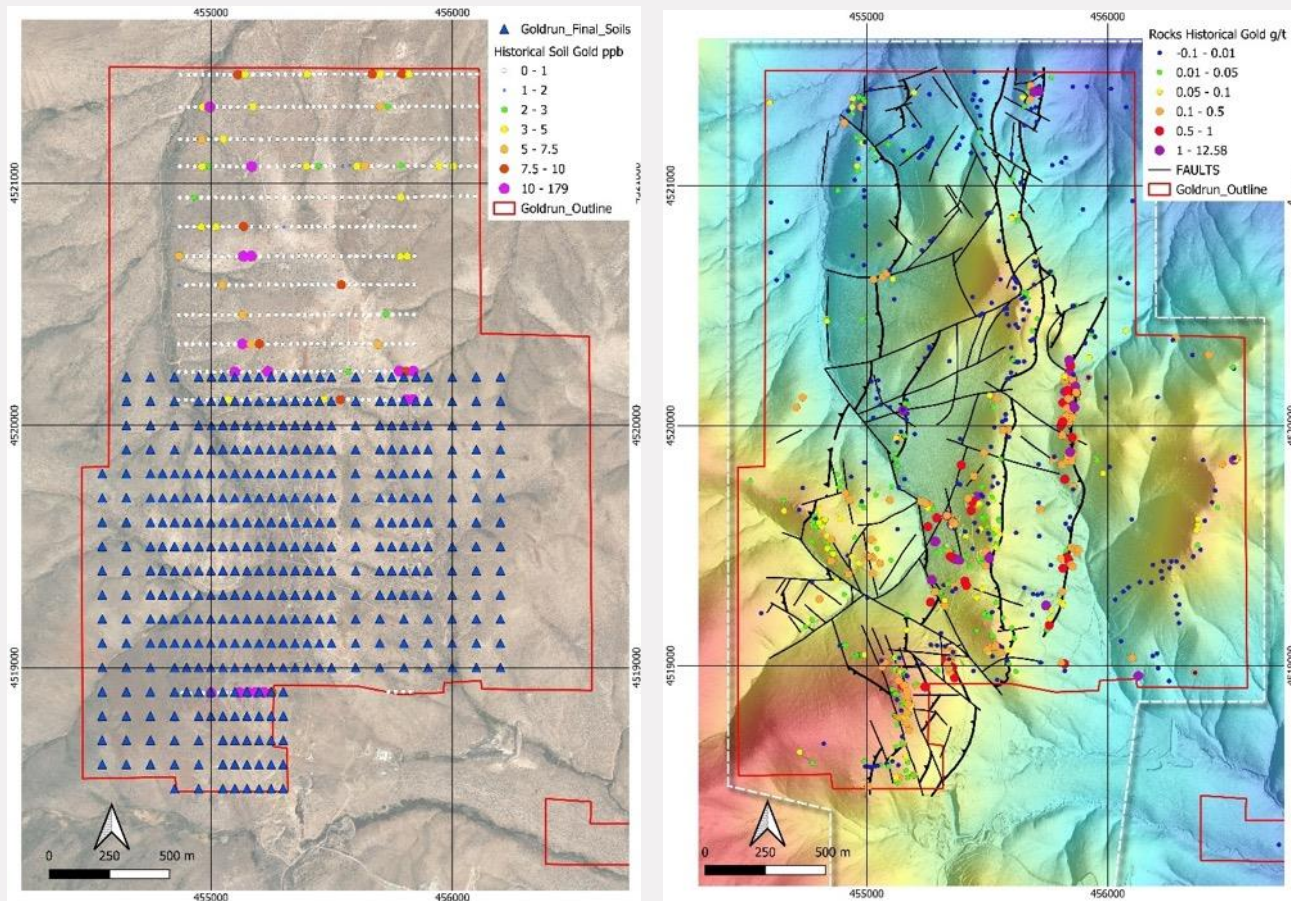 455000
456000
Goldrun_Final_Soils
Historical Soil Gold ppb
0 - 1
1 - 2
2 - 3
3 - 5
5 - 7.5
7.5 - 10
10 - 179
Goldrun_Outline
4521000
4520000
4520000
4519000
4519000
0 250 500 m
455000
456000
455000
456000
Rocks Historical Gold g/t
-0.1 - 0.01
0.01 - 0.05
0.05 - 0.1
0.1 - 0.5
0.5 - 1
1 - 12.58
FAULTS
Goldrun_Outline
4521000
4520000
4519000
0 250 500 m
455000
456000